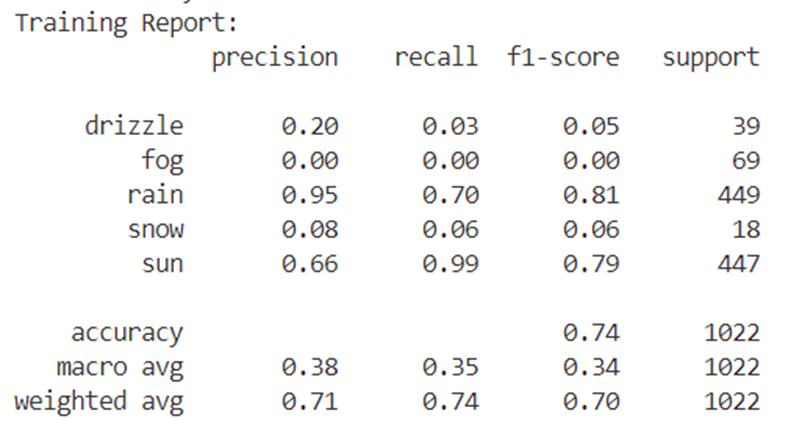 Training Report:
precision recall f1-score support
drizzle 0.20 0.03 0.05 39
fog 0.00 0.00 0.00 69
rain 0.95 0.70 0.81 449
snow 0.08 0.06 0.06 18
sun 0.66 0.99 0.79 447
accuracy 0.74 1022
macro avg 0.38 0.35 0.34 1022
weighted avg 0.71 0.74 0.70 1022